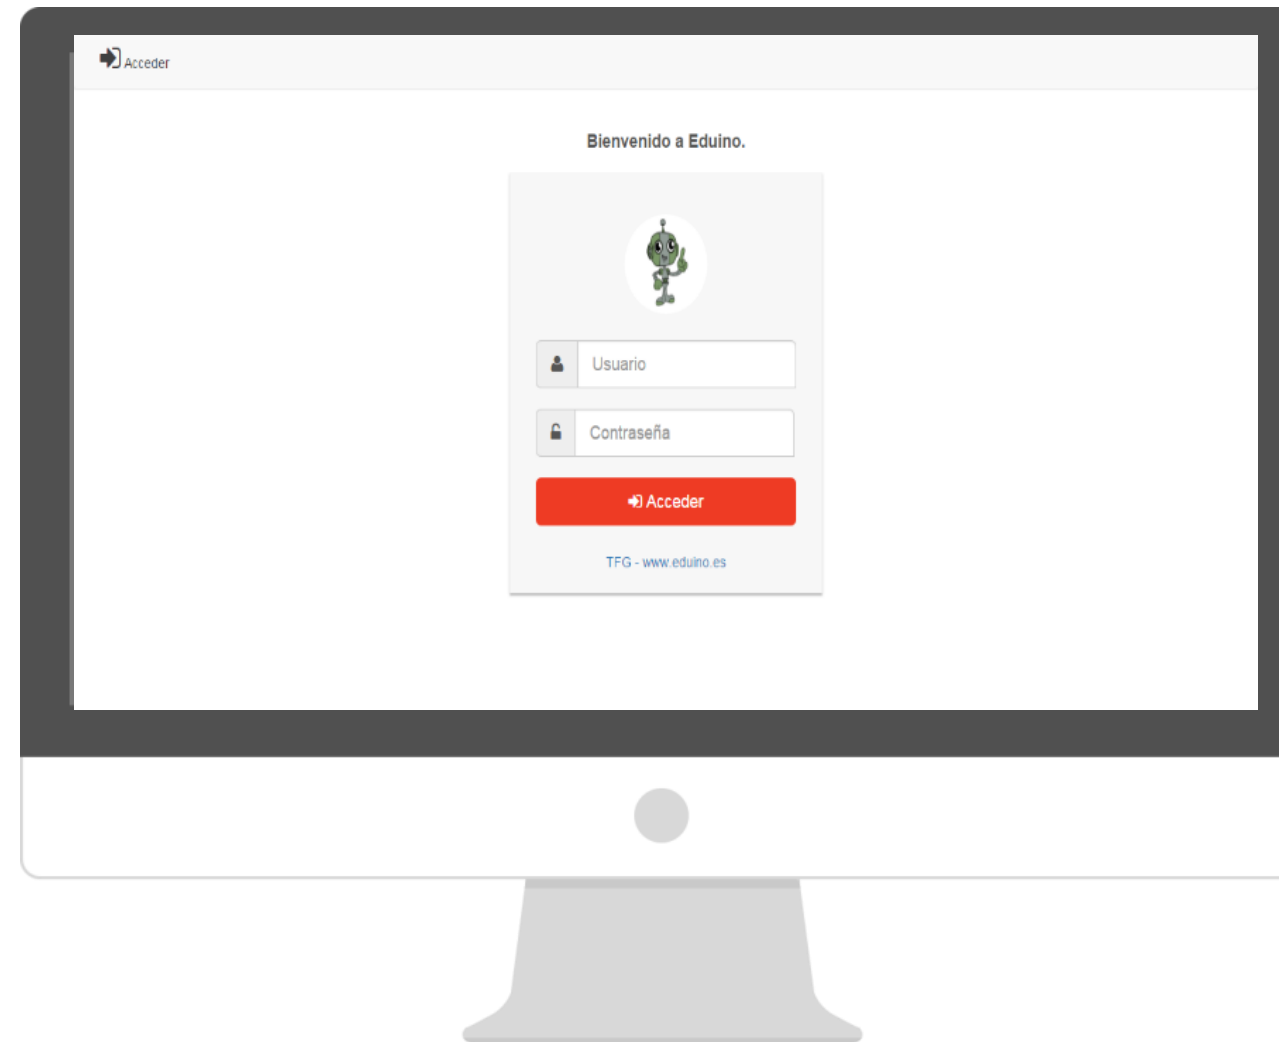 Acceder
Bienvenido a Eduino.
Usuario
Contraseña
Acceder
TFG - www.eduino.es